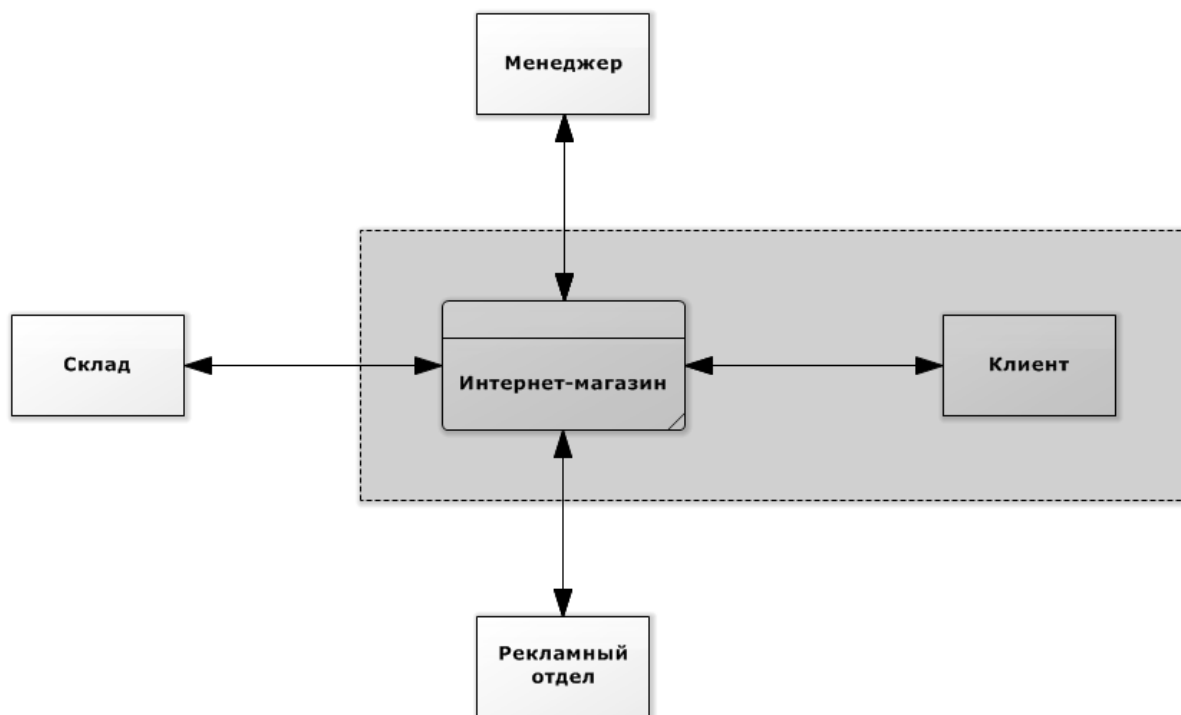 Менеджер
Склад
Интернет-магазин
Клиент
Рекламный
отдел